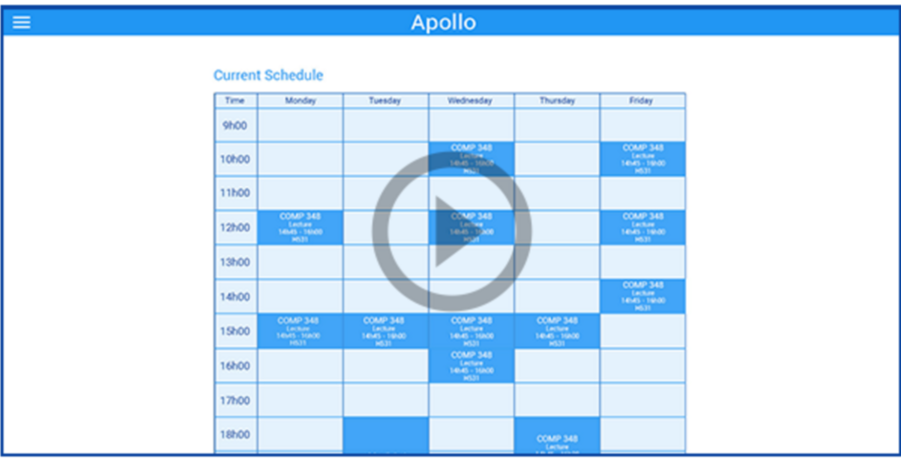 Apollo
Current Schedule
Time Monday Tuesday Wednesday Thursday Friday
9h00
10h00
COMP 348
Lecture
14h45 - 16h00
H531
COMP 348
Lecture
14h45 - 16h00
H531
11h00
12h00
COMP 348
Lecture
14h45 - 16h00
H531
COMP 348
Lecture
14h45 - 16h00
H531
COMP 348
Lecture
14h45 - 16h00
H531
13h00
14h00
COMP 348
Lecture
14h45 - 16h00
H531
15h00
COMP 348
Lecture
14h45 - 16h00
H531
COMP 348
Lecture
14h45 - 16h00
H531
COMP 348
Lecture
14h45 - 16h00
H531
COMP 348
Lecture
14h45 - 16h00
H531
16h00
COMP 348
Lecture
14h45 - 16h00
H531
17h00
18h00
COMP 348
Lecture